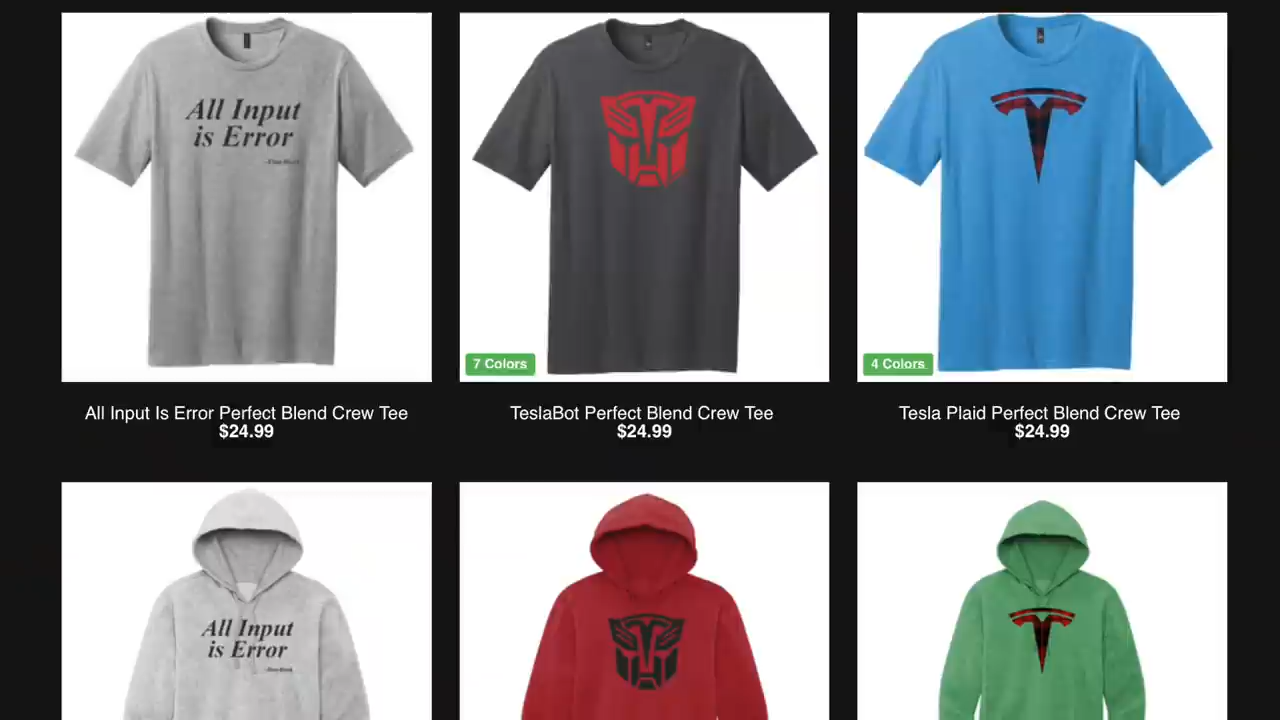 All Input
is Error
7 Colors
4 Colors
All Input Is Error Perfect Blend Crew Tee
$24.99
TeslaBot Perfect Blend Crew Tee
$24.99
Tesla Plaid Perfect Blend Crew Tee
$24.99
All Input
is Error